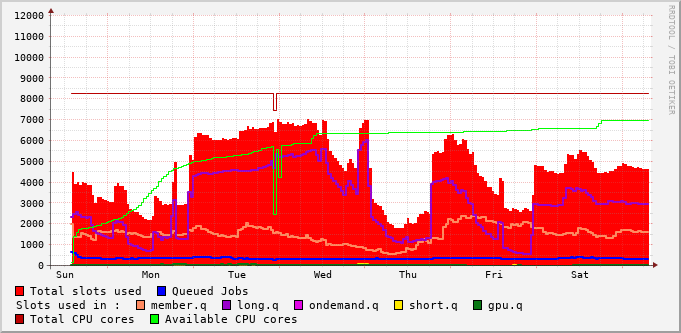 RRDTOOL / TOBI OETIKER
12000
11000
10000
9000
8000
7000
6000
5000
4000
3000
2000
1000
0
Sun Mon Tue Wed Thu Fri Sat
Total slots used Queued Jobs
Slots used in : member.q long.q ondemand.q short.q gpu.q
Total CPU cores Available CPU cores